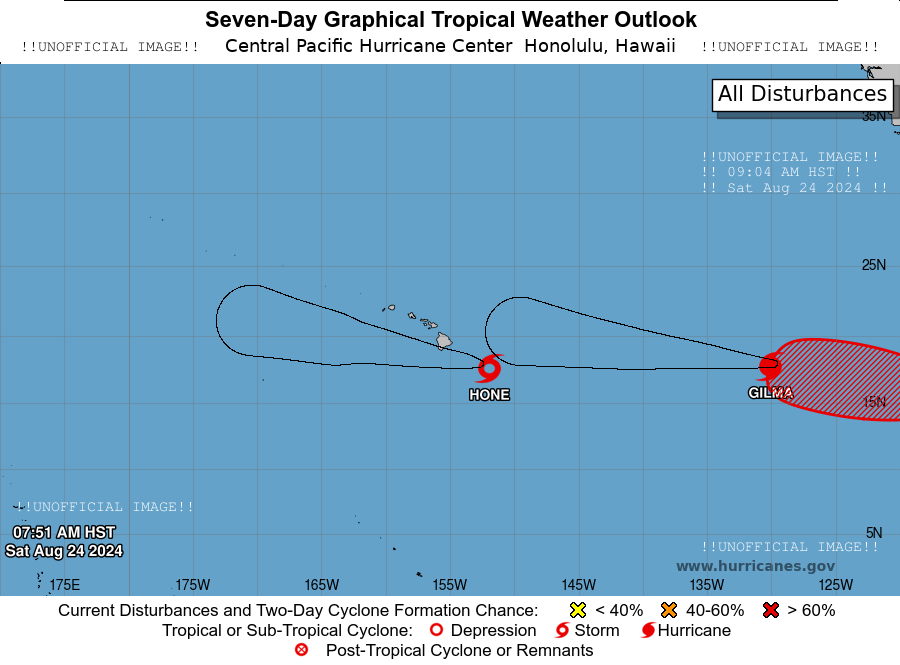 Seven-Day Graphical Tropical Weather Outlook
!!UNOFFICIAL IMAGE!! Central Pacific Hurricane Center Honolulu, Hawaii !!UNOFFICIAL IMAGE!!
All Disturbances
35N
!!UNOFFICIAL IMAGE!!
!! 09:04 AM HST !!
!! Sat Aug 24 2024 !!
25N
HONE
GILMA
15N
!!UNOFFICIAL IMAGE!!
07:51 AM HST
Sat Aug 24 2024
5N
!!UNOFFICIAL IMAGE!!
www.hurricanes.gov
175E 175W 165W 155W 145W 135W 125W
Current Disturbances and Two-Day Cyclone Formation Chance: < 40% 40-60% > 60%
Tropical or Sub-Tropical Cyclone: Depression Storm Hurricane
Post-Tropical Cyclone or Remnants